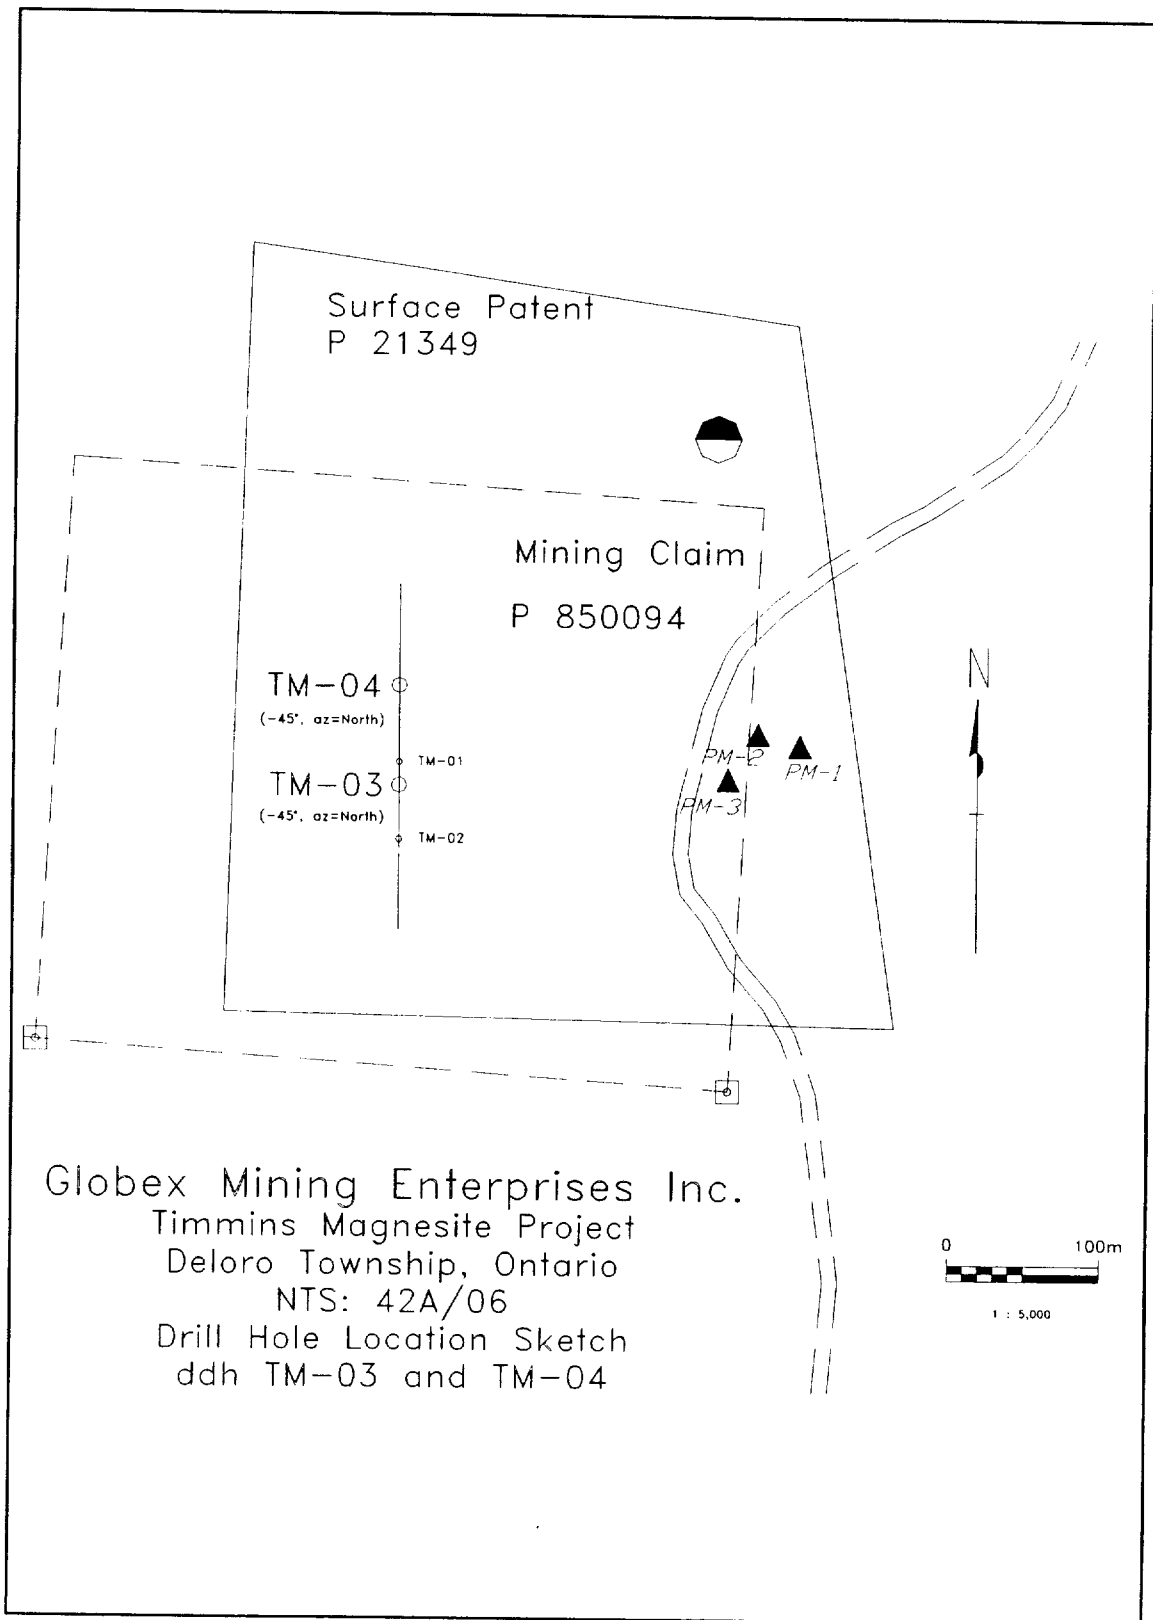 Surface Patent
P 21349
Mining Claim
P 850094
N
TM-04
(-45°, az=North)
TM-01
TM-03
(-45°, az=North)
TM-02
PM-2
PM-1
PM-3
Globex Mining Enterprises Inc.
Timmins Magnesite Project
Deloro Township, Ontario
NTS: 42A/06
Drill Hole Location Sketch
ddh TM-03 and TM-04
0 100m
1 : 5,000